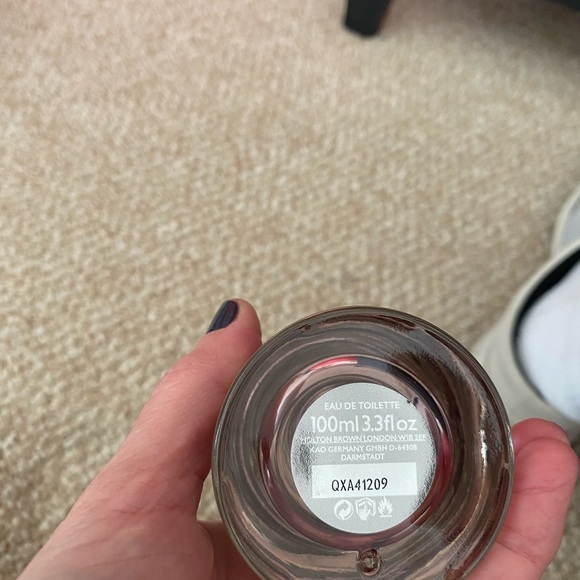 EAU DE TOILETTE
100ml 3.3fl oz
MOLTON BROWN LONDON W1B 2EF
KAO GERMANY GMBH D-64308
DARMSTADT
QXA41209